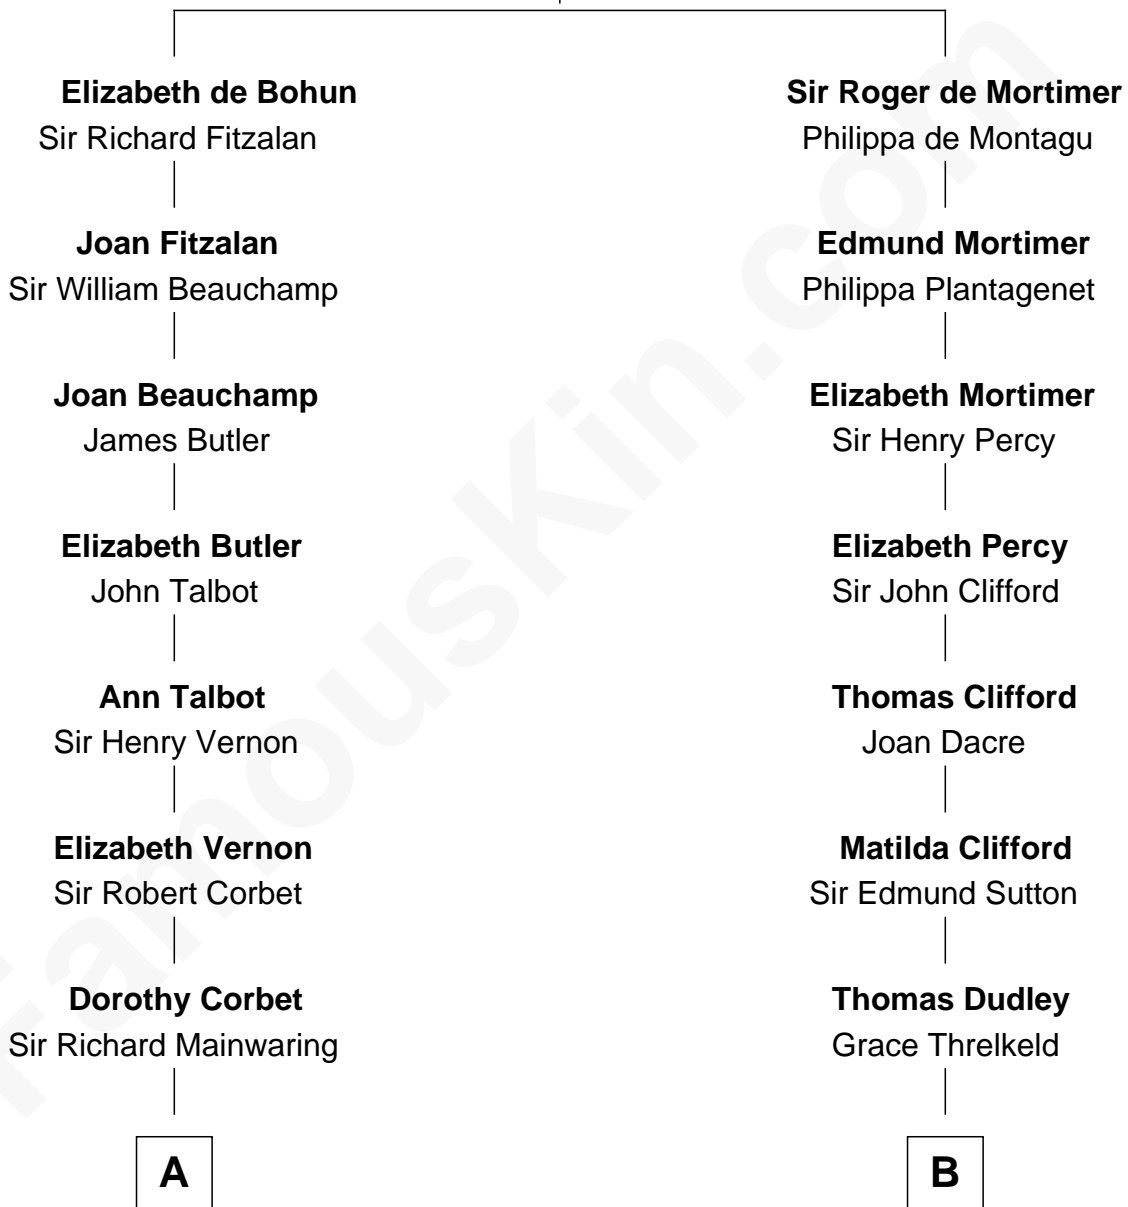 Elizabeth de Bohun
Sir Richard Fitzalan
Joan Fitzalan
Sir William Beauchamp
Joan Beauchamp
James Butler
Elizabeth Butler
John Talbot
Ann Talbot
Sir Henry Vernon
Elizabeth Vernon
Sir Robert Corbet
Dorothy Corbet
Sir Richard Mainwaring
A
Sir Roger de Mortimer
Philippa de Montagu
Edmund Mortimer
Philippa Plantagenet
Elizabeth Mortimer
Sir Henry Percy
Elizabeth Percy
Sir John Clifford
Thomas Clifford
Joan Dacre
Matilda Clifford
Sir Edmund Sutton
Thomas Dudley
Grace Threlkeld
B
FamousKin.com